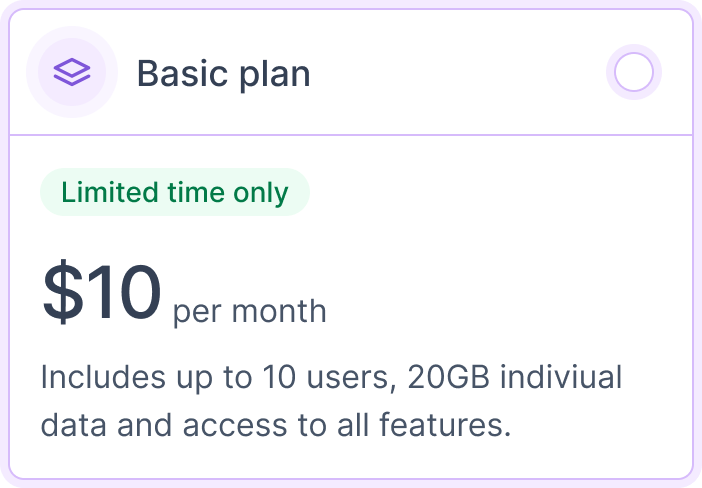 Basic plan
Limited time only
$10 per month
Includes up to 10 users, 20GB indiviual
data and access to all features.